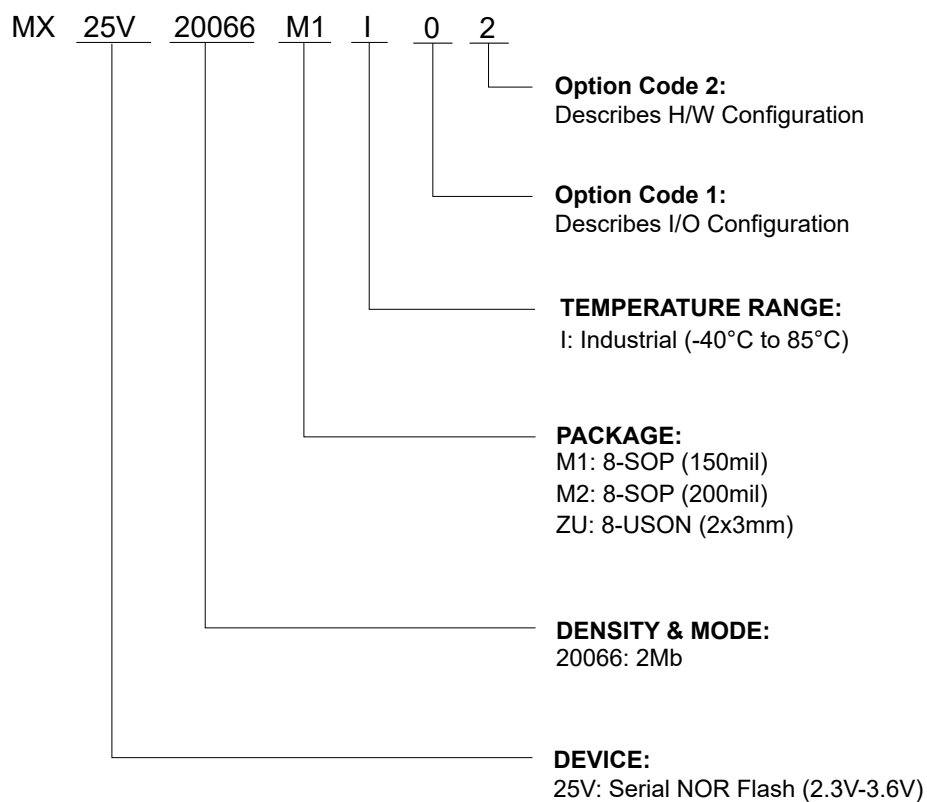 MX 25V 20066 M1 I 0 2
Option Code 2:
Describes H/W Configuration
Option Code 1:
Describes I/O Configuration
TEMPERATURE RANGE:
I: Industrial (-40°C to 85°C)
PACKAGE:
M1: 8-SOP (150mil)
M2: 8-SOP (200mil)
ZU: 8-USON (2x3mm)
DENSITY & MODE:
20066: 2Mb
DEVICE:
25V: Serial NOR Flash (2.3V-3.6V)